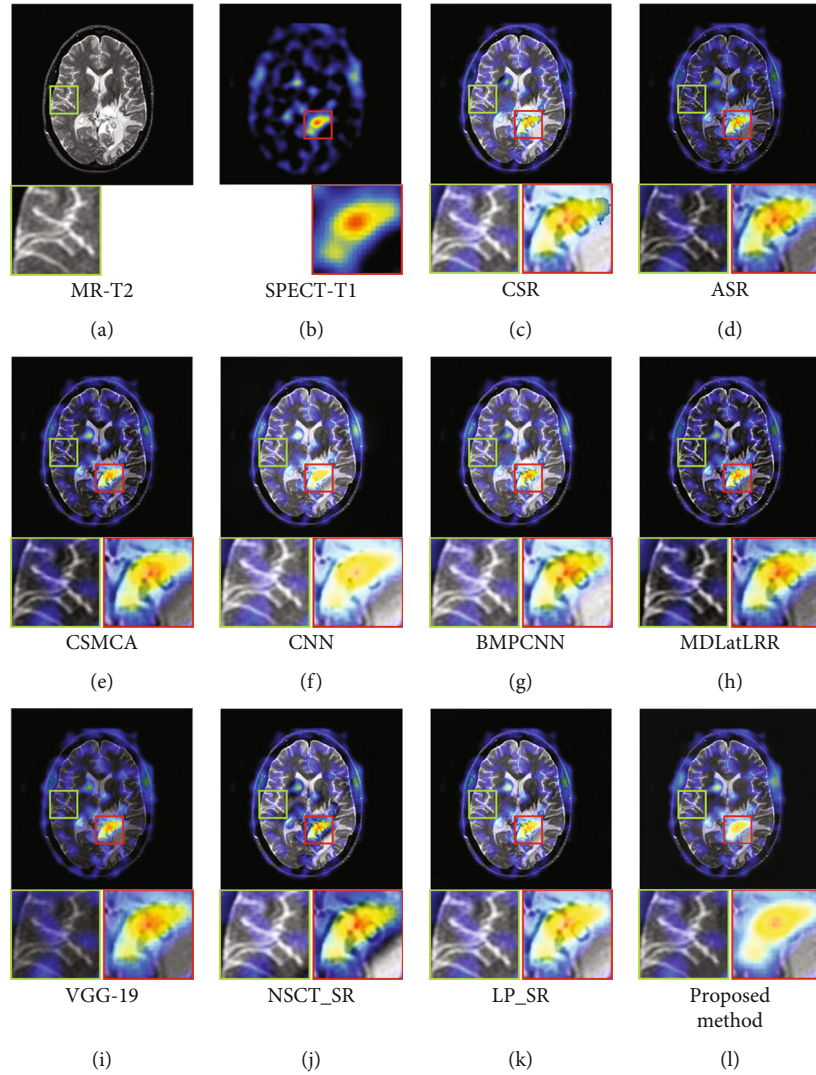 MR-T2
SPECT-T1
CSR
ASR
(a)
(b)
(c)
(d)
CSMCA
CNN
BMPCNN
MDLatLRR
(e)
(f)
(g)
(h)
VGG-19
NSCT_SR
LP_SR
Proposed
method
(i)
(j)
(k)
(l)